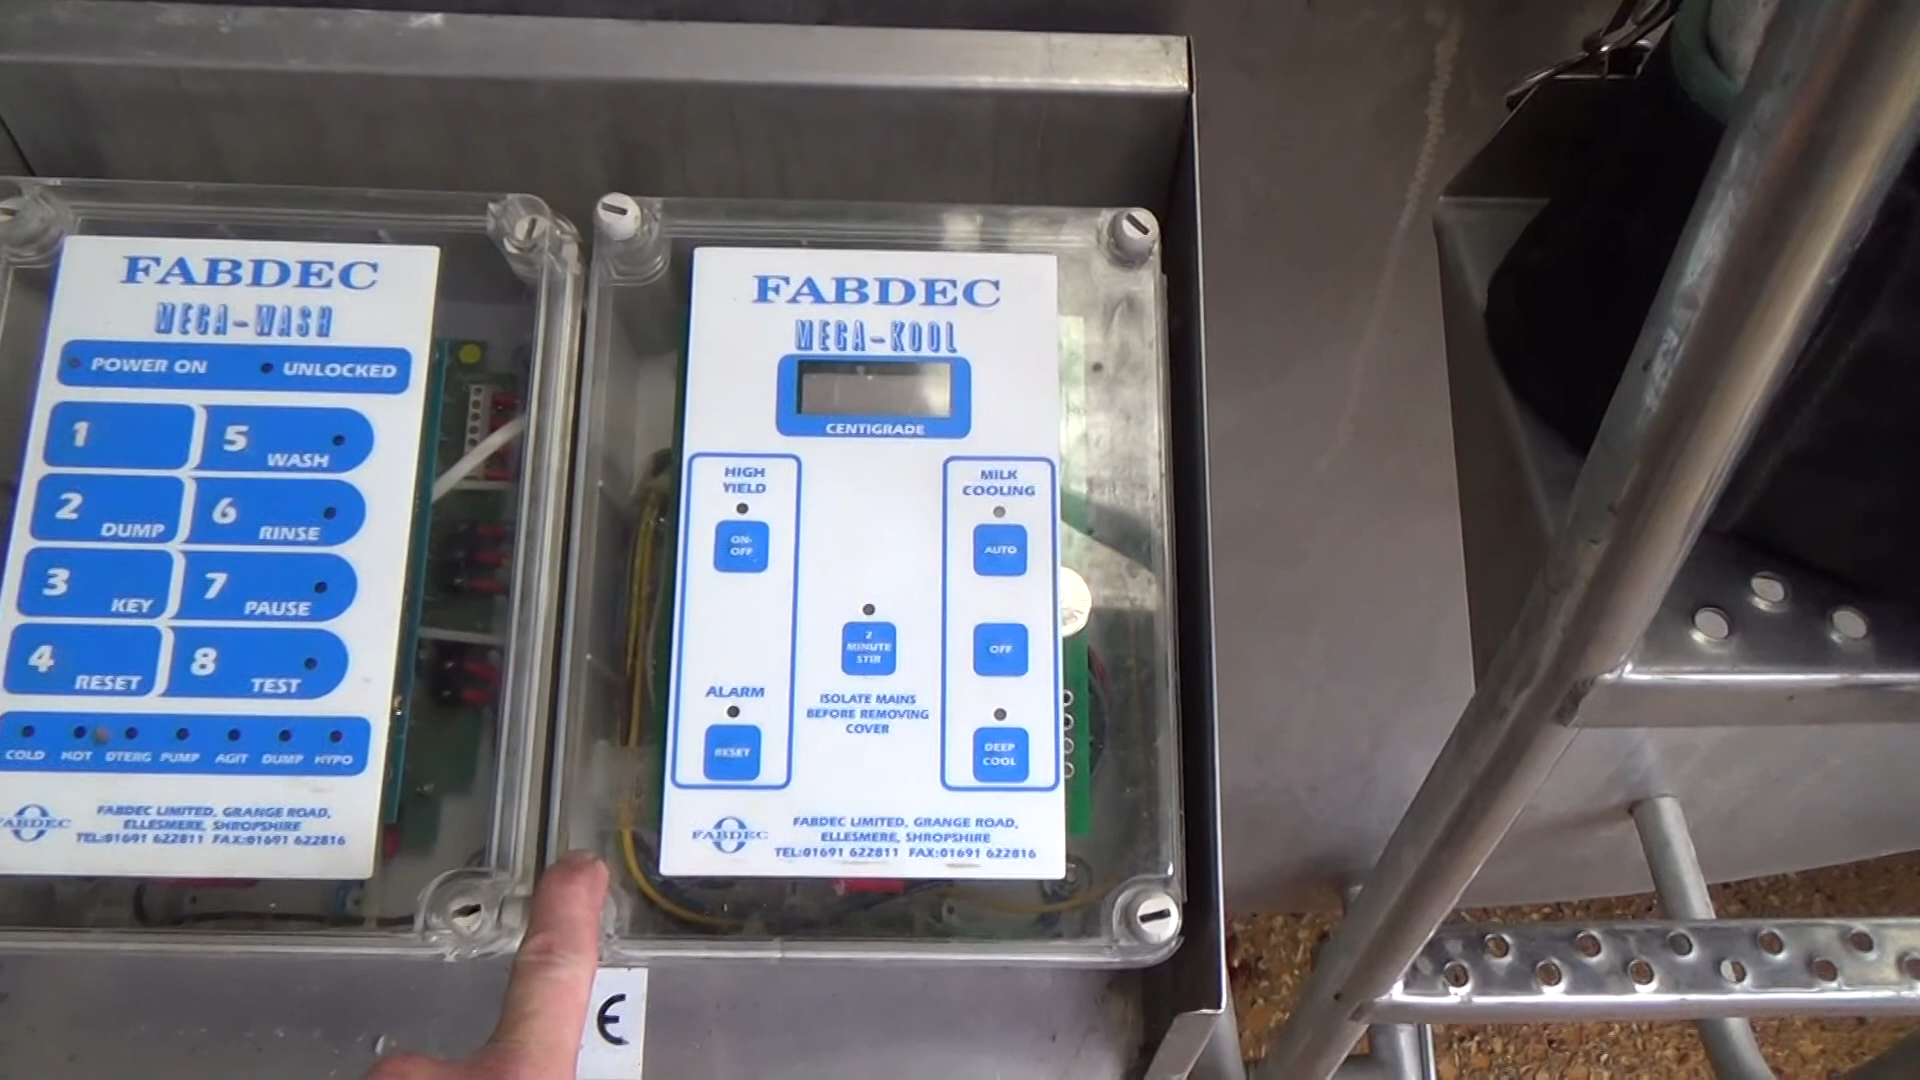 FABDEC
MEGA-WASH
POWER ON UNLOCKED
1
5 WASH
2 DUMP
6 RINSE
3 KEY
7 PAUSE
4 RESET
8 TEST
COLD HOT DTERG PUMP AGIT DUMP HYPO
FABDEC
FABDEC LIMITED, GRANGE ROAD,
ELLESMERE, SHROPSHIRE
TEL:01691 622811 FAX:01691 622816
FABDEC
MEGA-KOOL
CENTIGRADE
HIGH
YIELD
ON-
OFF
ALARM
RESET
2
MINUTE
STIR
ISOLATE MAINS
BEFORE REMOVING
COVER
MILK
COOLING
AUTO
OFF
DEEP
COOL
FABDEC
FABDEC LIMITED, GRANGE ROAD,
ELLESMERE, SHROPSHIRE
TEL:01691 622811 FAX:01691 622816
CE